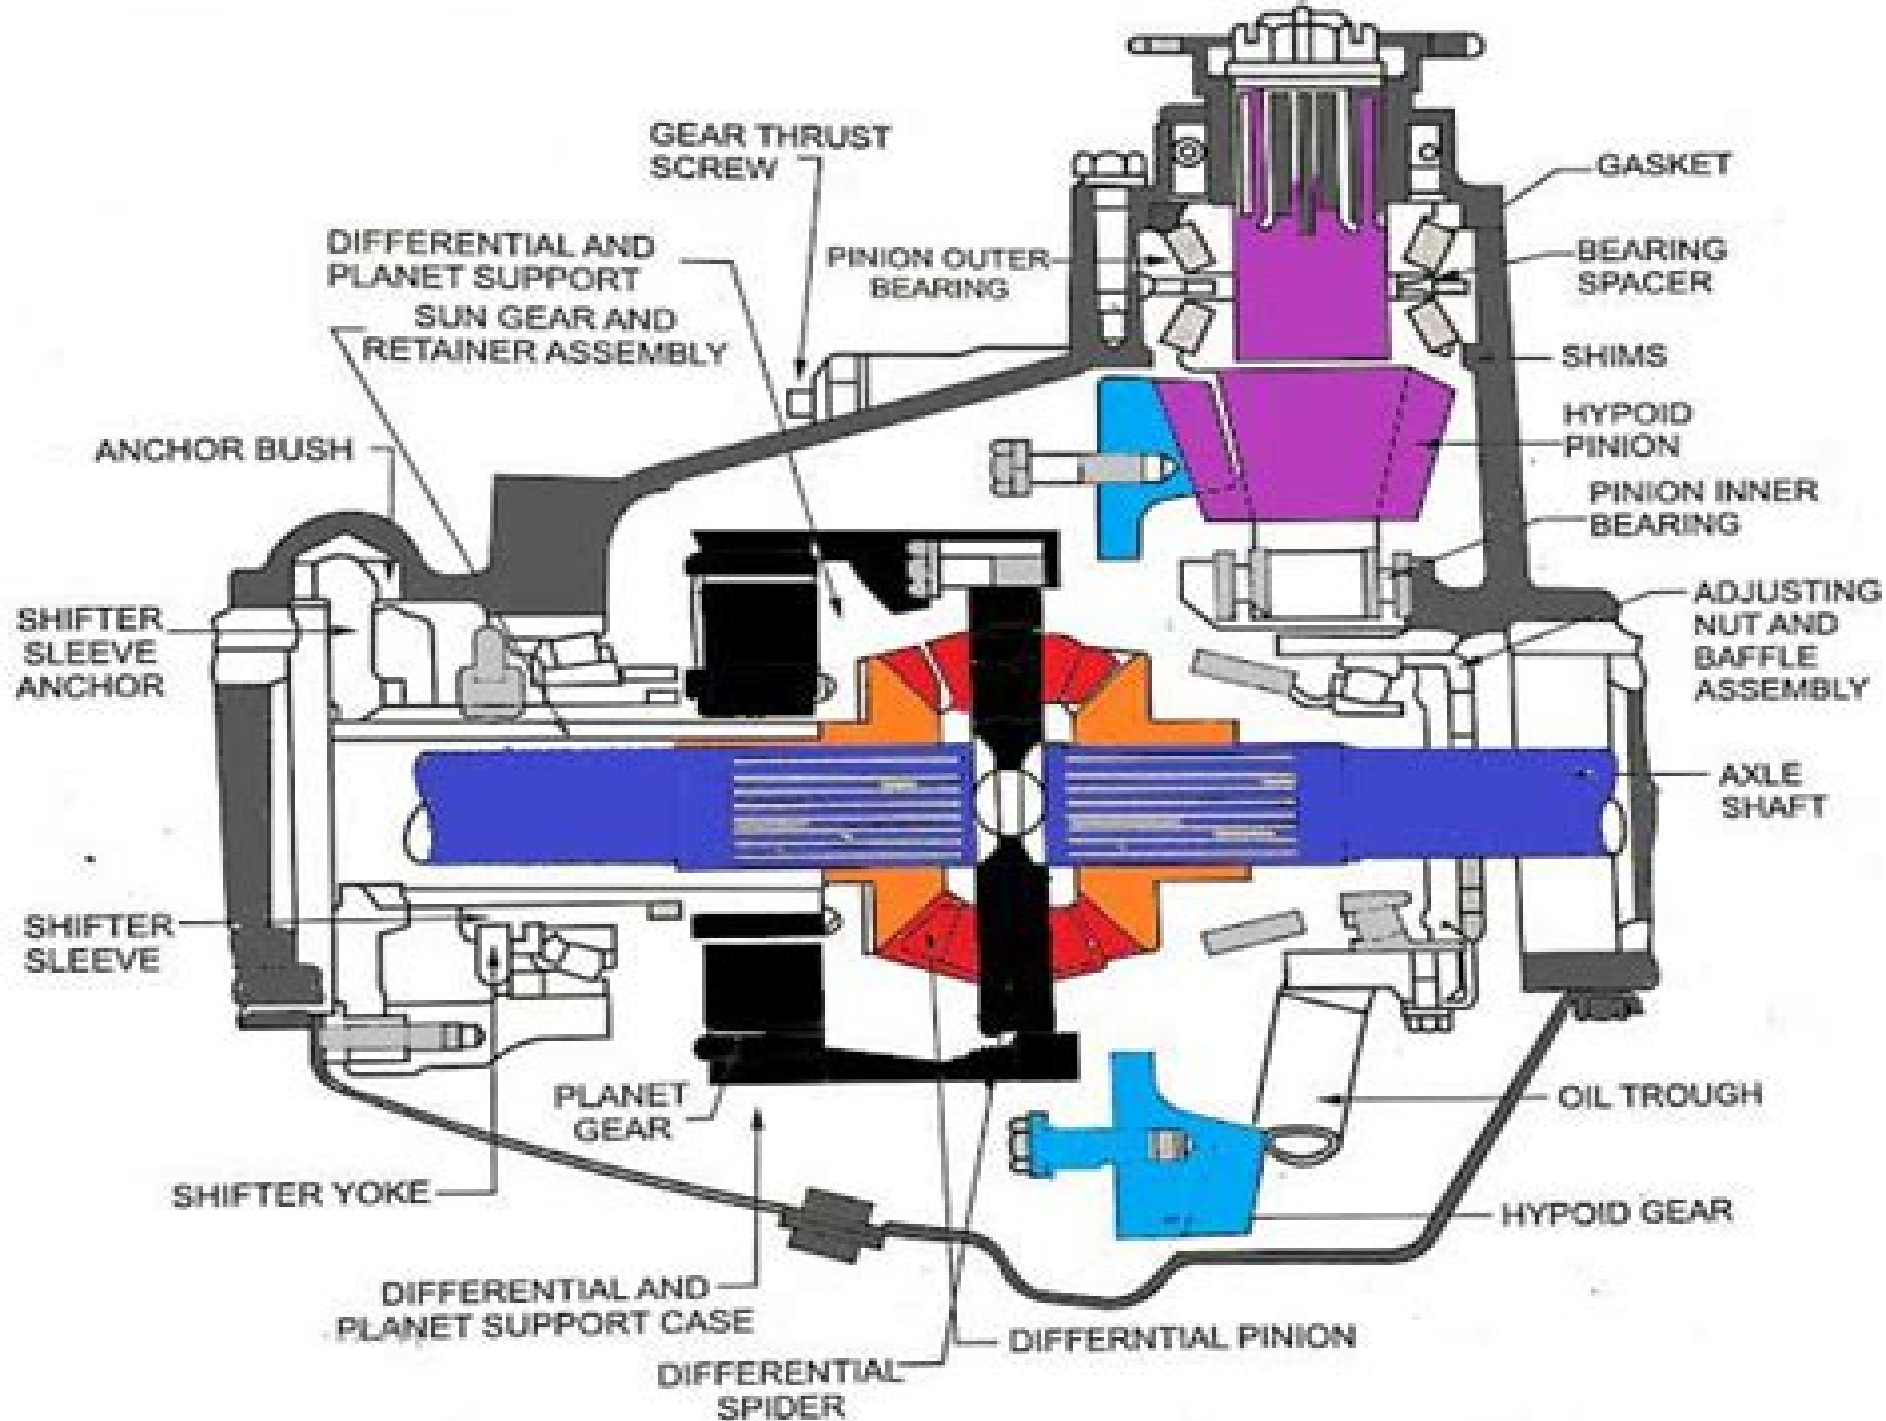 GEAR THRUST
SCREW
GASKET
DIFFERENTIAL AND
PLANET SUPPORT
PINION OUTER
BEARING
BEARING
SPACER
SUN GEAR AND
RETAINER ASSEMBLY
SHIMS
HYPOID
PINION
ANCHOR BUSH
PINION INNER
BEARING
SHIFTER
SLEEVE
ANCHOR
ADJUSTING
NUT AND
BAFFLE
ASSEMBLY
AXLE
SHAFT
SHIFTER
SLEEVE
PLANET
GEAR
OIL TROUGH
SHIFTER YOKE
HYPOID GEAR
DIFFERENTIAL AND
PLANET SUPPORT CASE
DIFFERNTIAL PINION
DIFFERENTIAL
SPIDER